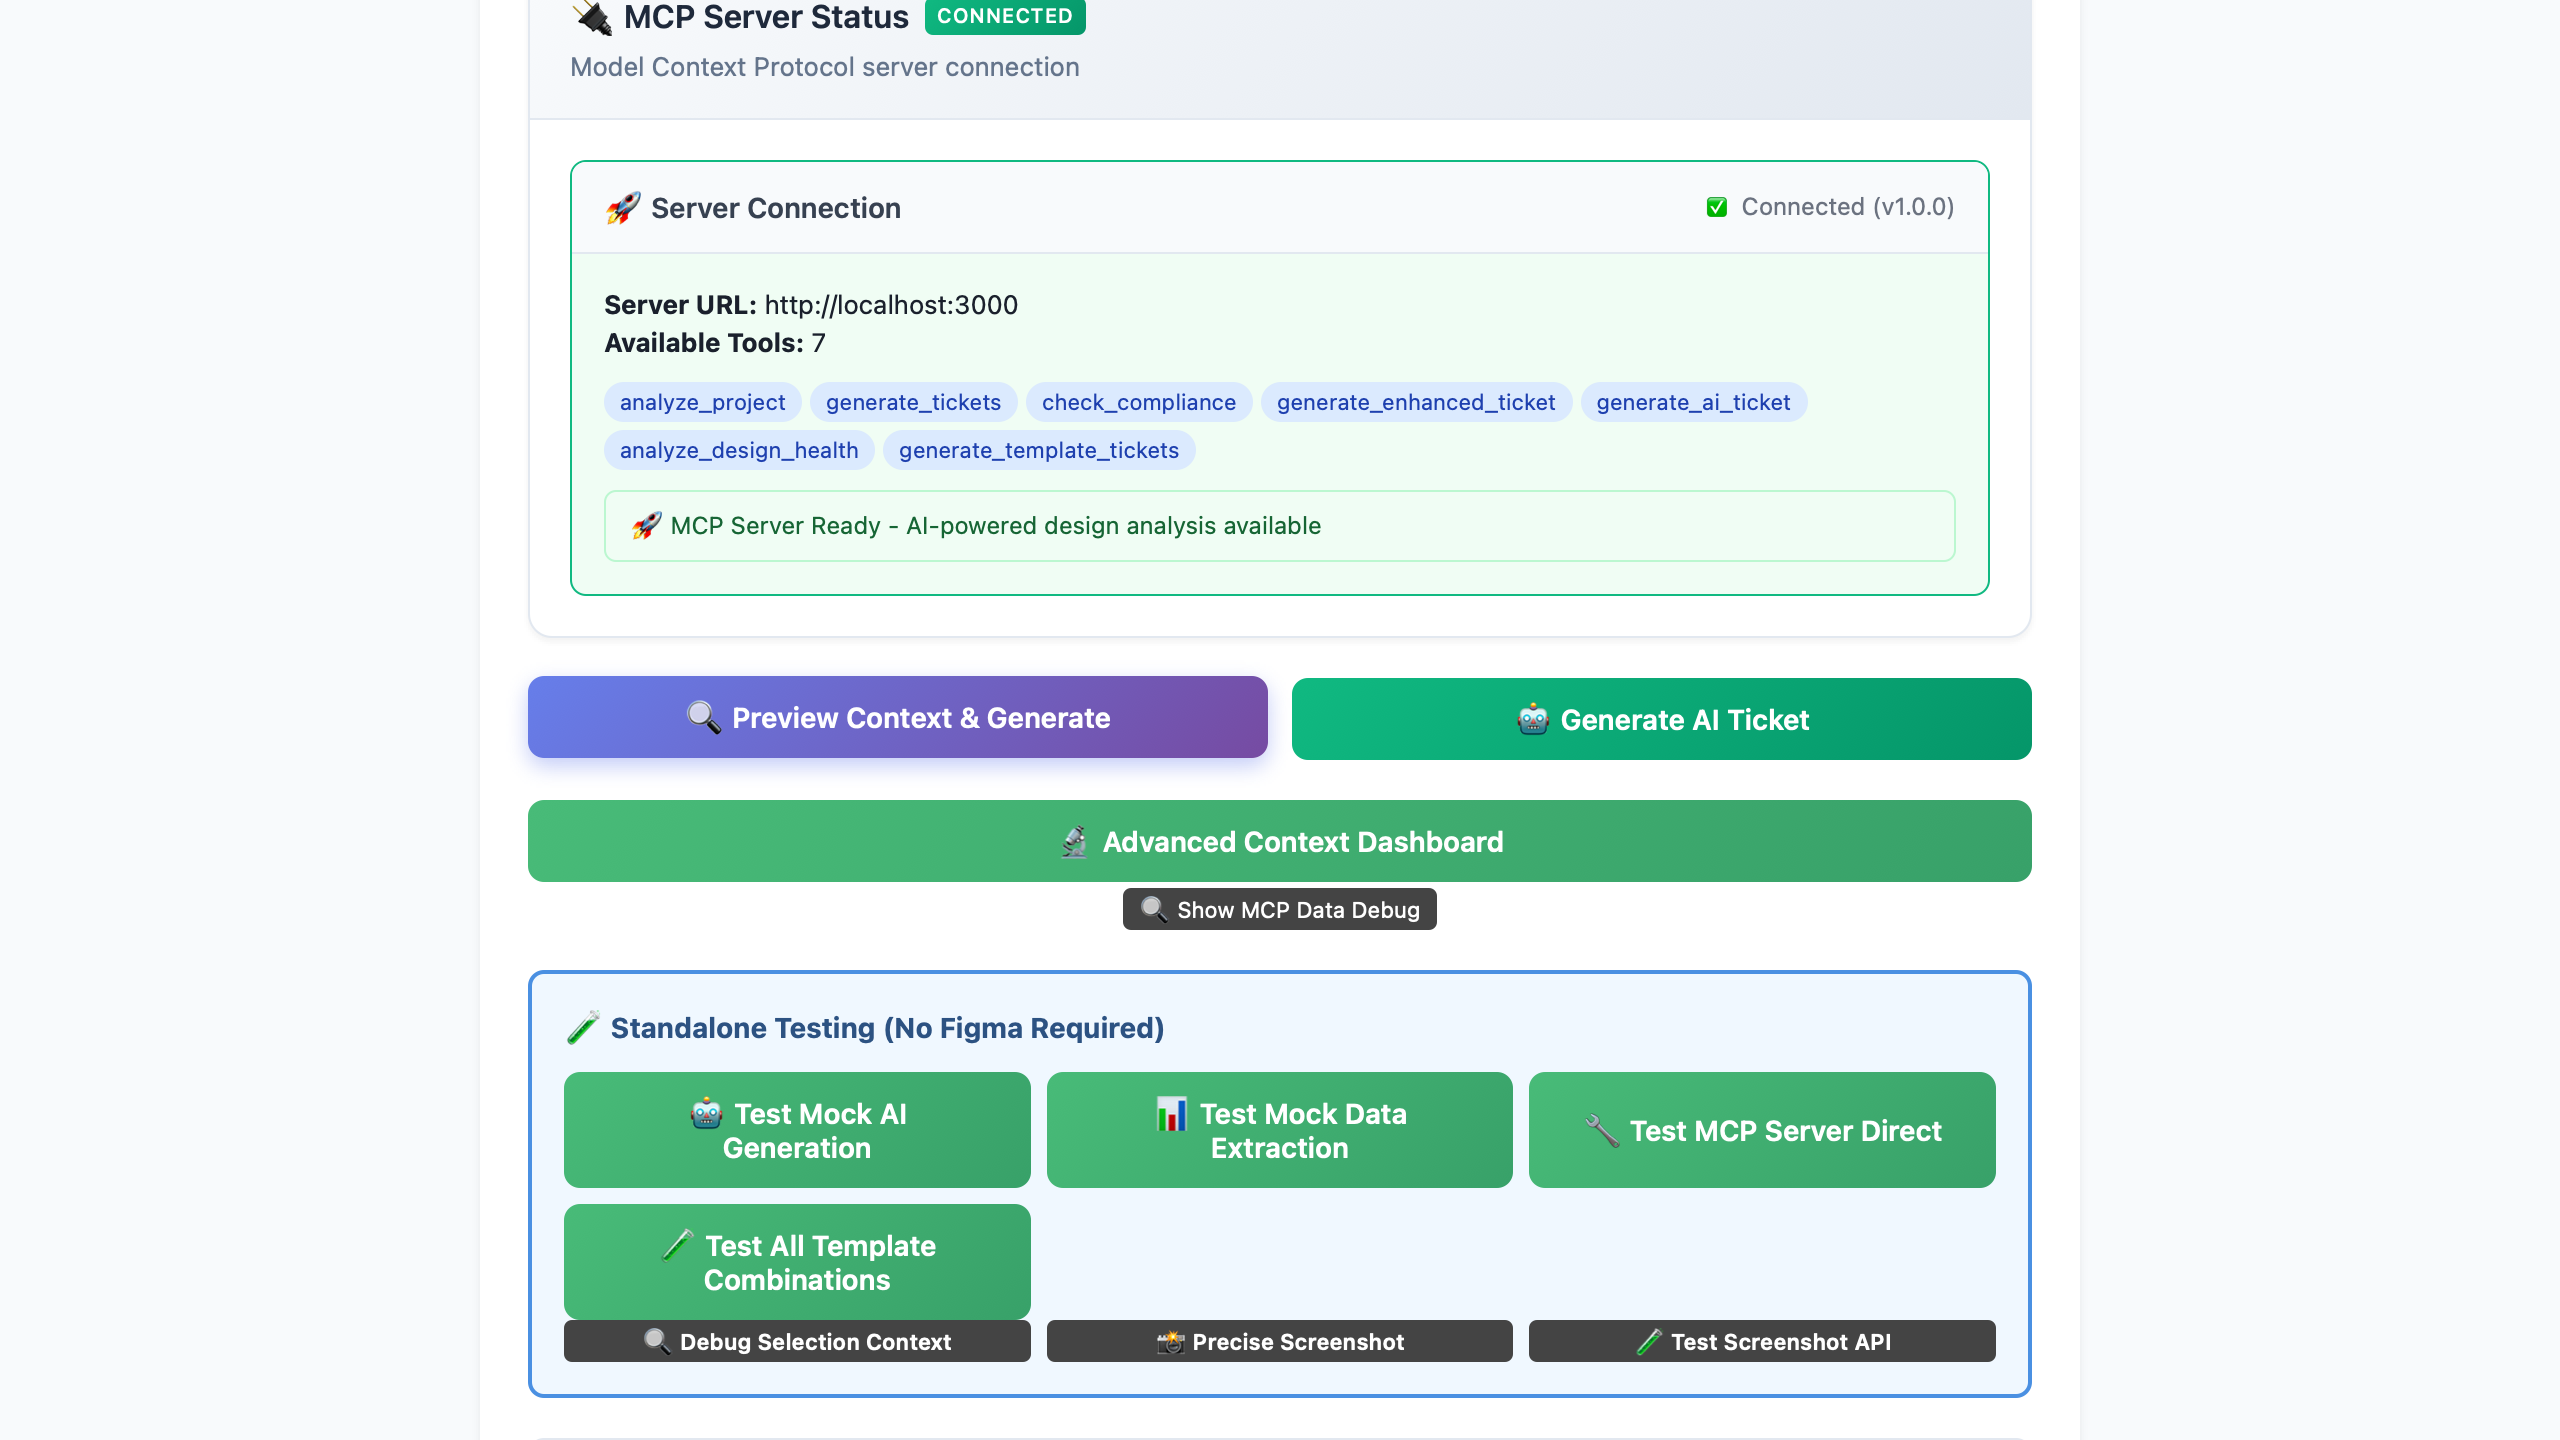 MCP Server Status CONNECTED
Model Context Protocol server connection
Server Connection
Connected (v1.0.0)
Server URL: http://localhost:3000
Available Tools: 7
analyze_project generate_tickets check_compliance generate_enhanced_ticket generate_ai_ticket
analyze_design_health generate_template_tickets
MCP Server Ready - AI-powered design analysis available
Preview Context & Generate
Generate AI Ticket
Advanced Context Dashboard
Show MCP Data Debug
Standalone Testing (No Figma Required)
Test Mock AI
Generation
Test Mock Data
Extraction
Test MCP Server Direct
Test All Template
Combinations
Debug Selection Context
Precise Screenshot
Test Screenshot API